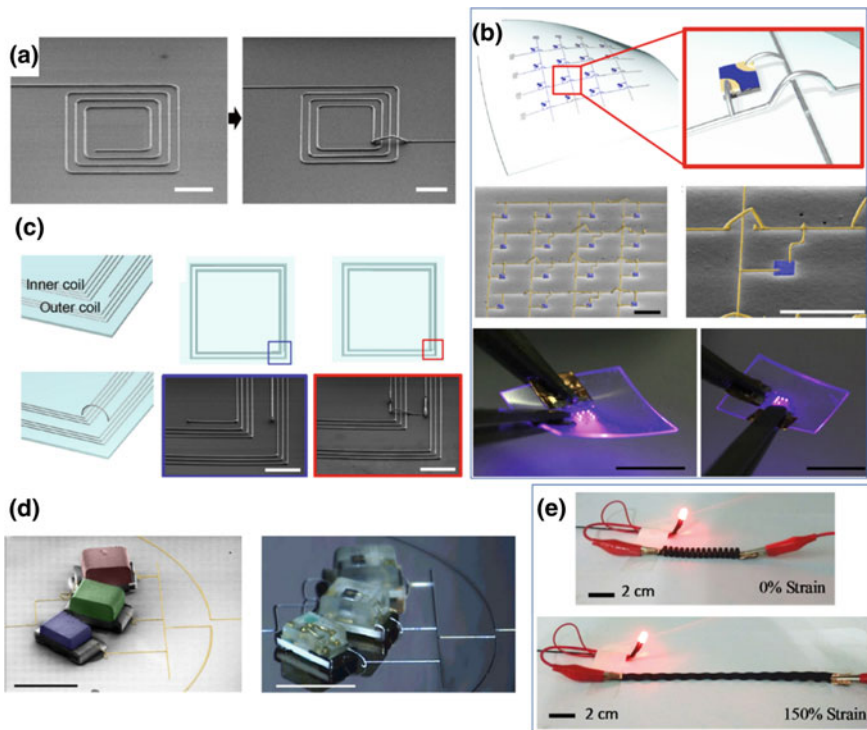 (a)
(b)
(c)
Inner coil
Outer coil
(d)
(e)
2 cm
0% Strain
2 cm
150% Strain